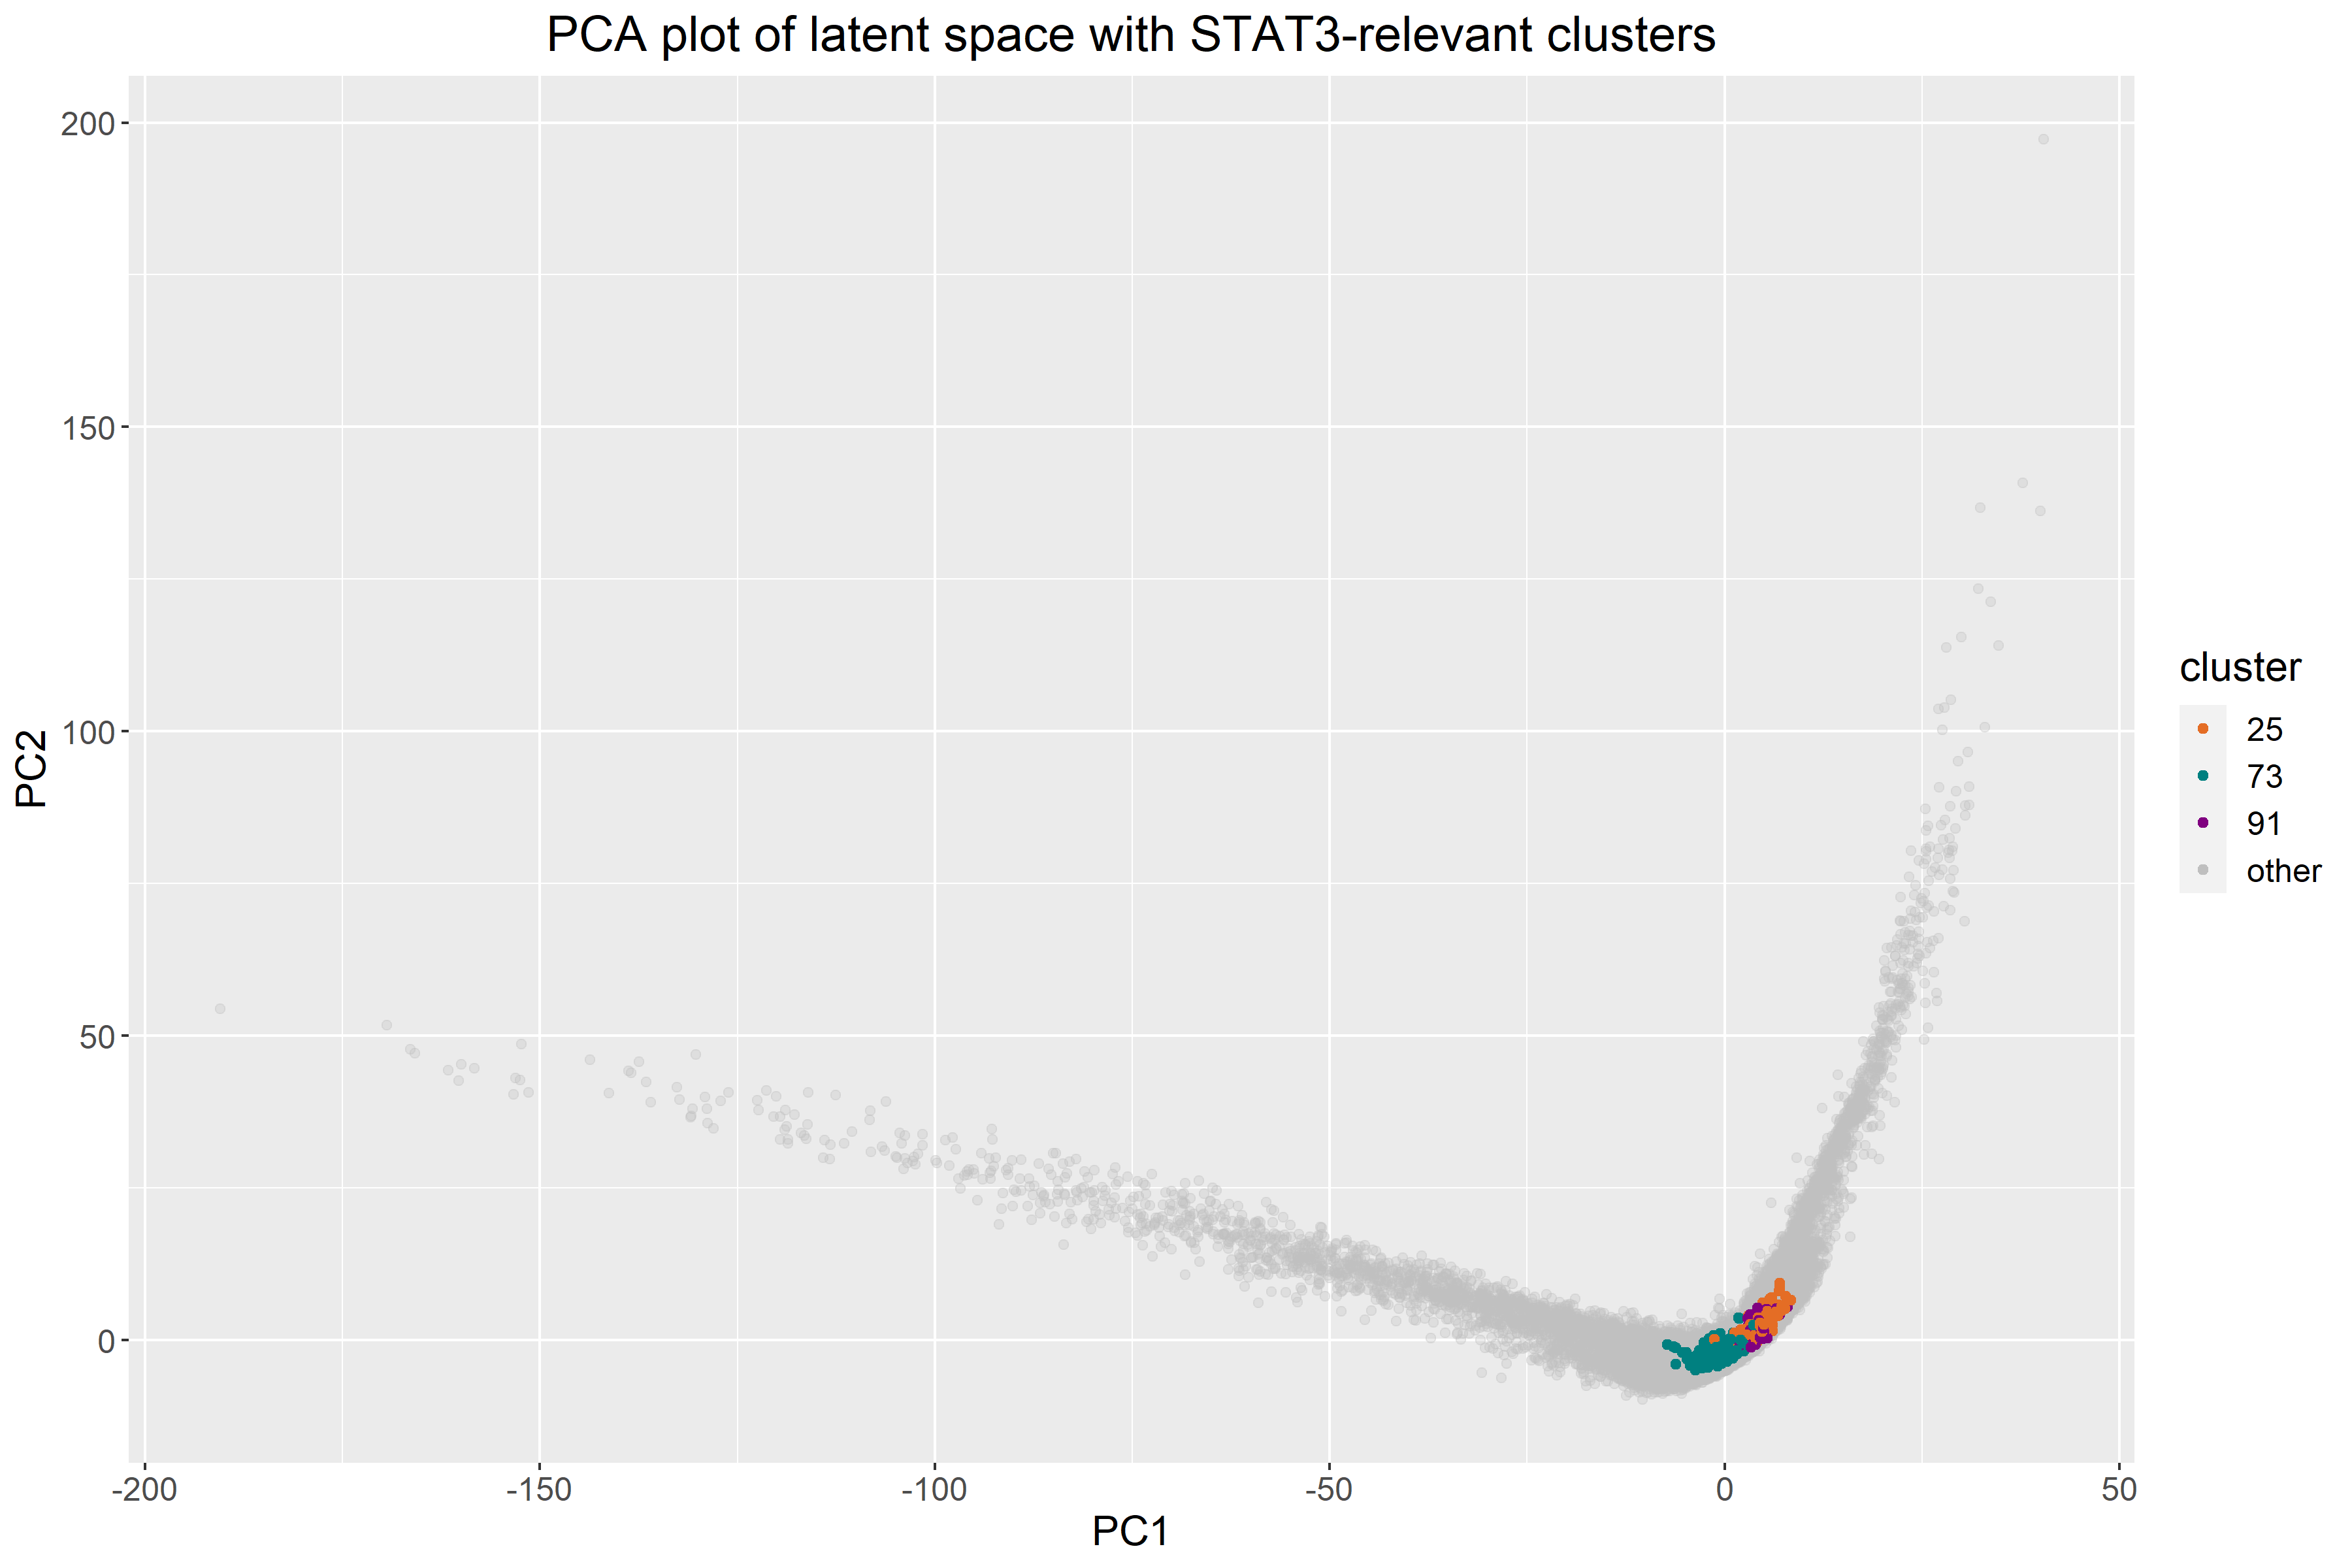 PCA plot of latent space with STAT3-relevant clusters
200
150
100
50
0
PC2
-200
-150
-100
-50
0
50
PC1
cluster
25
73
91
other